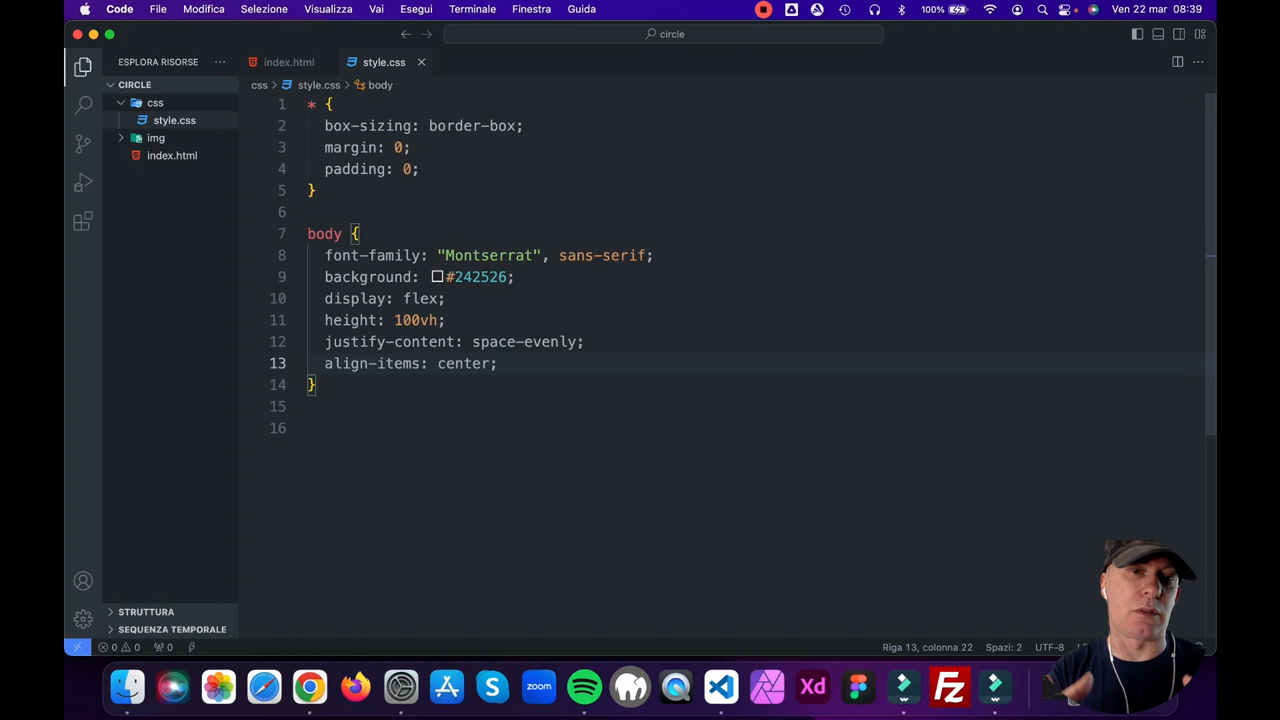 Code File Modifica Selezione Visualizza Vai Esegui Terminale Finestra Guida 100% Ven 22 mar 08:39
circle
ESPLORA RISORSE ··· index.html style.css
CIRCLE css > style.css > body
css
style.css
img
index.html
1 * {
2 box-sizing: border-box;
3 margin: 0;
4 padding: 0;
5 }
6
7 body {
8 font-family: "Montserrat", sans-serif;
9 background: #242526;
10 display: flex;
11 height: 100vh;
12 justify-content: space-evenly;
13 align-items: center;
14 }
15
16
STRUTTURA
SEQUENZA TEMPORALE
0 0 0 Riga 13, colonna 22 Spazi: 2 UTF-8
zoom Xd Fz